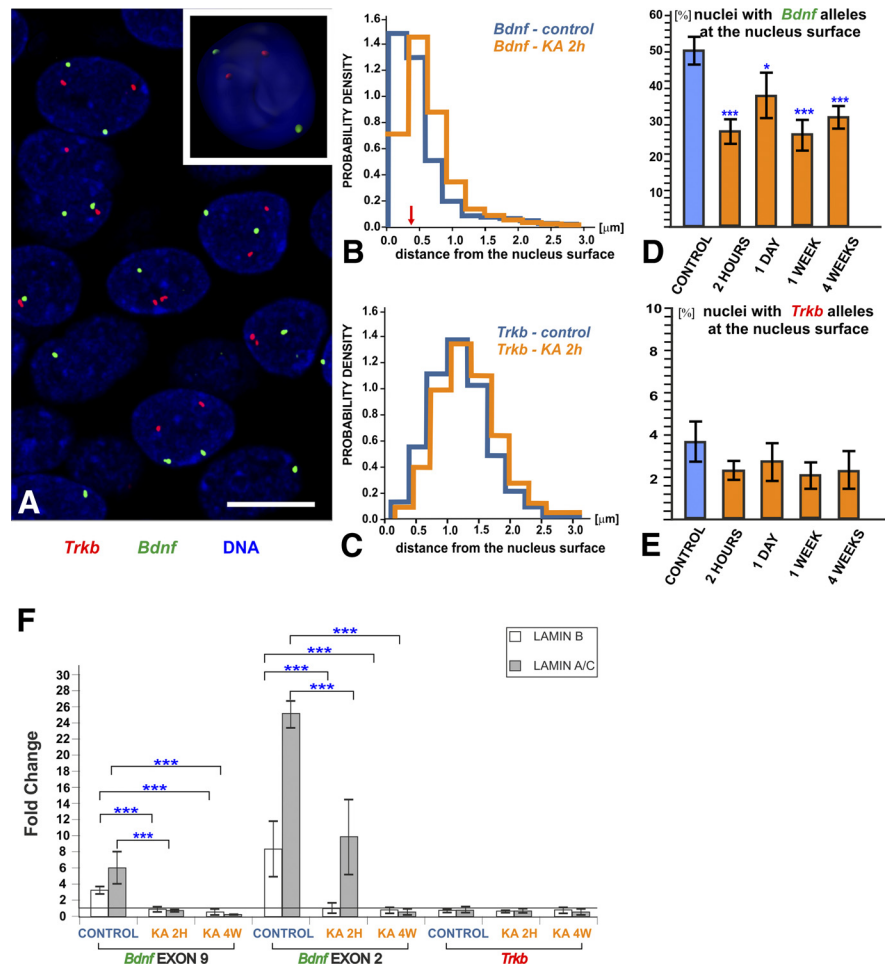 A
Trkb Bdnf DNA
B
PROBABILITY DENSITY
1.6
1.4
1.2
1.0
0.8
0.6
0.4
0.2
0.0
Bdnf - control
Bdnf - KA 2h
0.0 0.5 1.0 1.5 2.0 2.5 3.0
[µm]
distance from the nucleus surface
C
PROBABILITY DENSITY
1.6
1.4
1.2
1.0
0.8
0.6
0.4
0.2
0.0
Trkb - control
Trkb - KA 2h
0.0 0.5 1.0 1.5 2.0 2.5 3.0
[µm]
distance from the nucleus surface
D
[%] nuclei with Bdnf alleles
at the nucleus surface
60
50
40
30
20
10
***
*
***
***
CONTROL
2 HOURS
1 DAY
1 WEEK
4 WEEKS
E
[%] nuclei with Trkb alleles
at the nucleus surface
10
8
6
4
2
CONTROL
2 HOURS
1 DAY
1 WEEK
4 WEEKS
F
LAMIN B
LAMIN A/C
Fold Change
30
28
26
24
22
20
18
16
14
12
10
8
6
4
2
0
***
***
***
***
***
***
***
***
CONTROL KA 2H KA 4W CONTROL KA 2H KA 4W CONTROL KA 2H KA 4W
Bdnf EXON 9 Bdnf EXON 2 Trkb